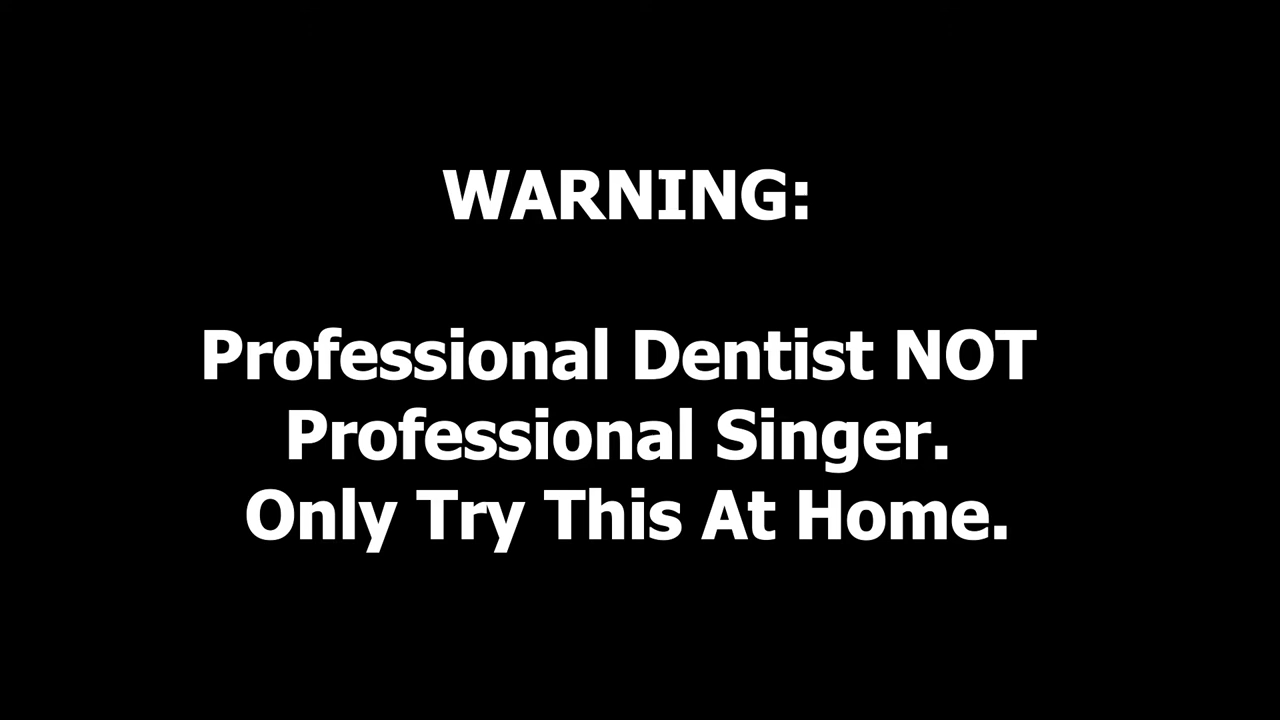 WARNING:
Professional Dentist NOT
Professional Singer.
Only Try This At Home.